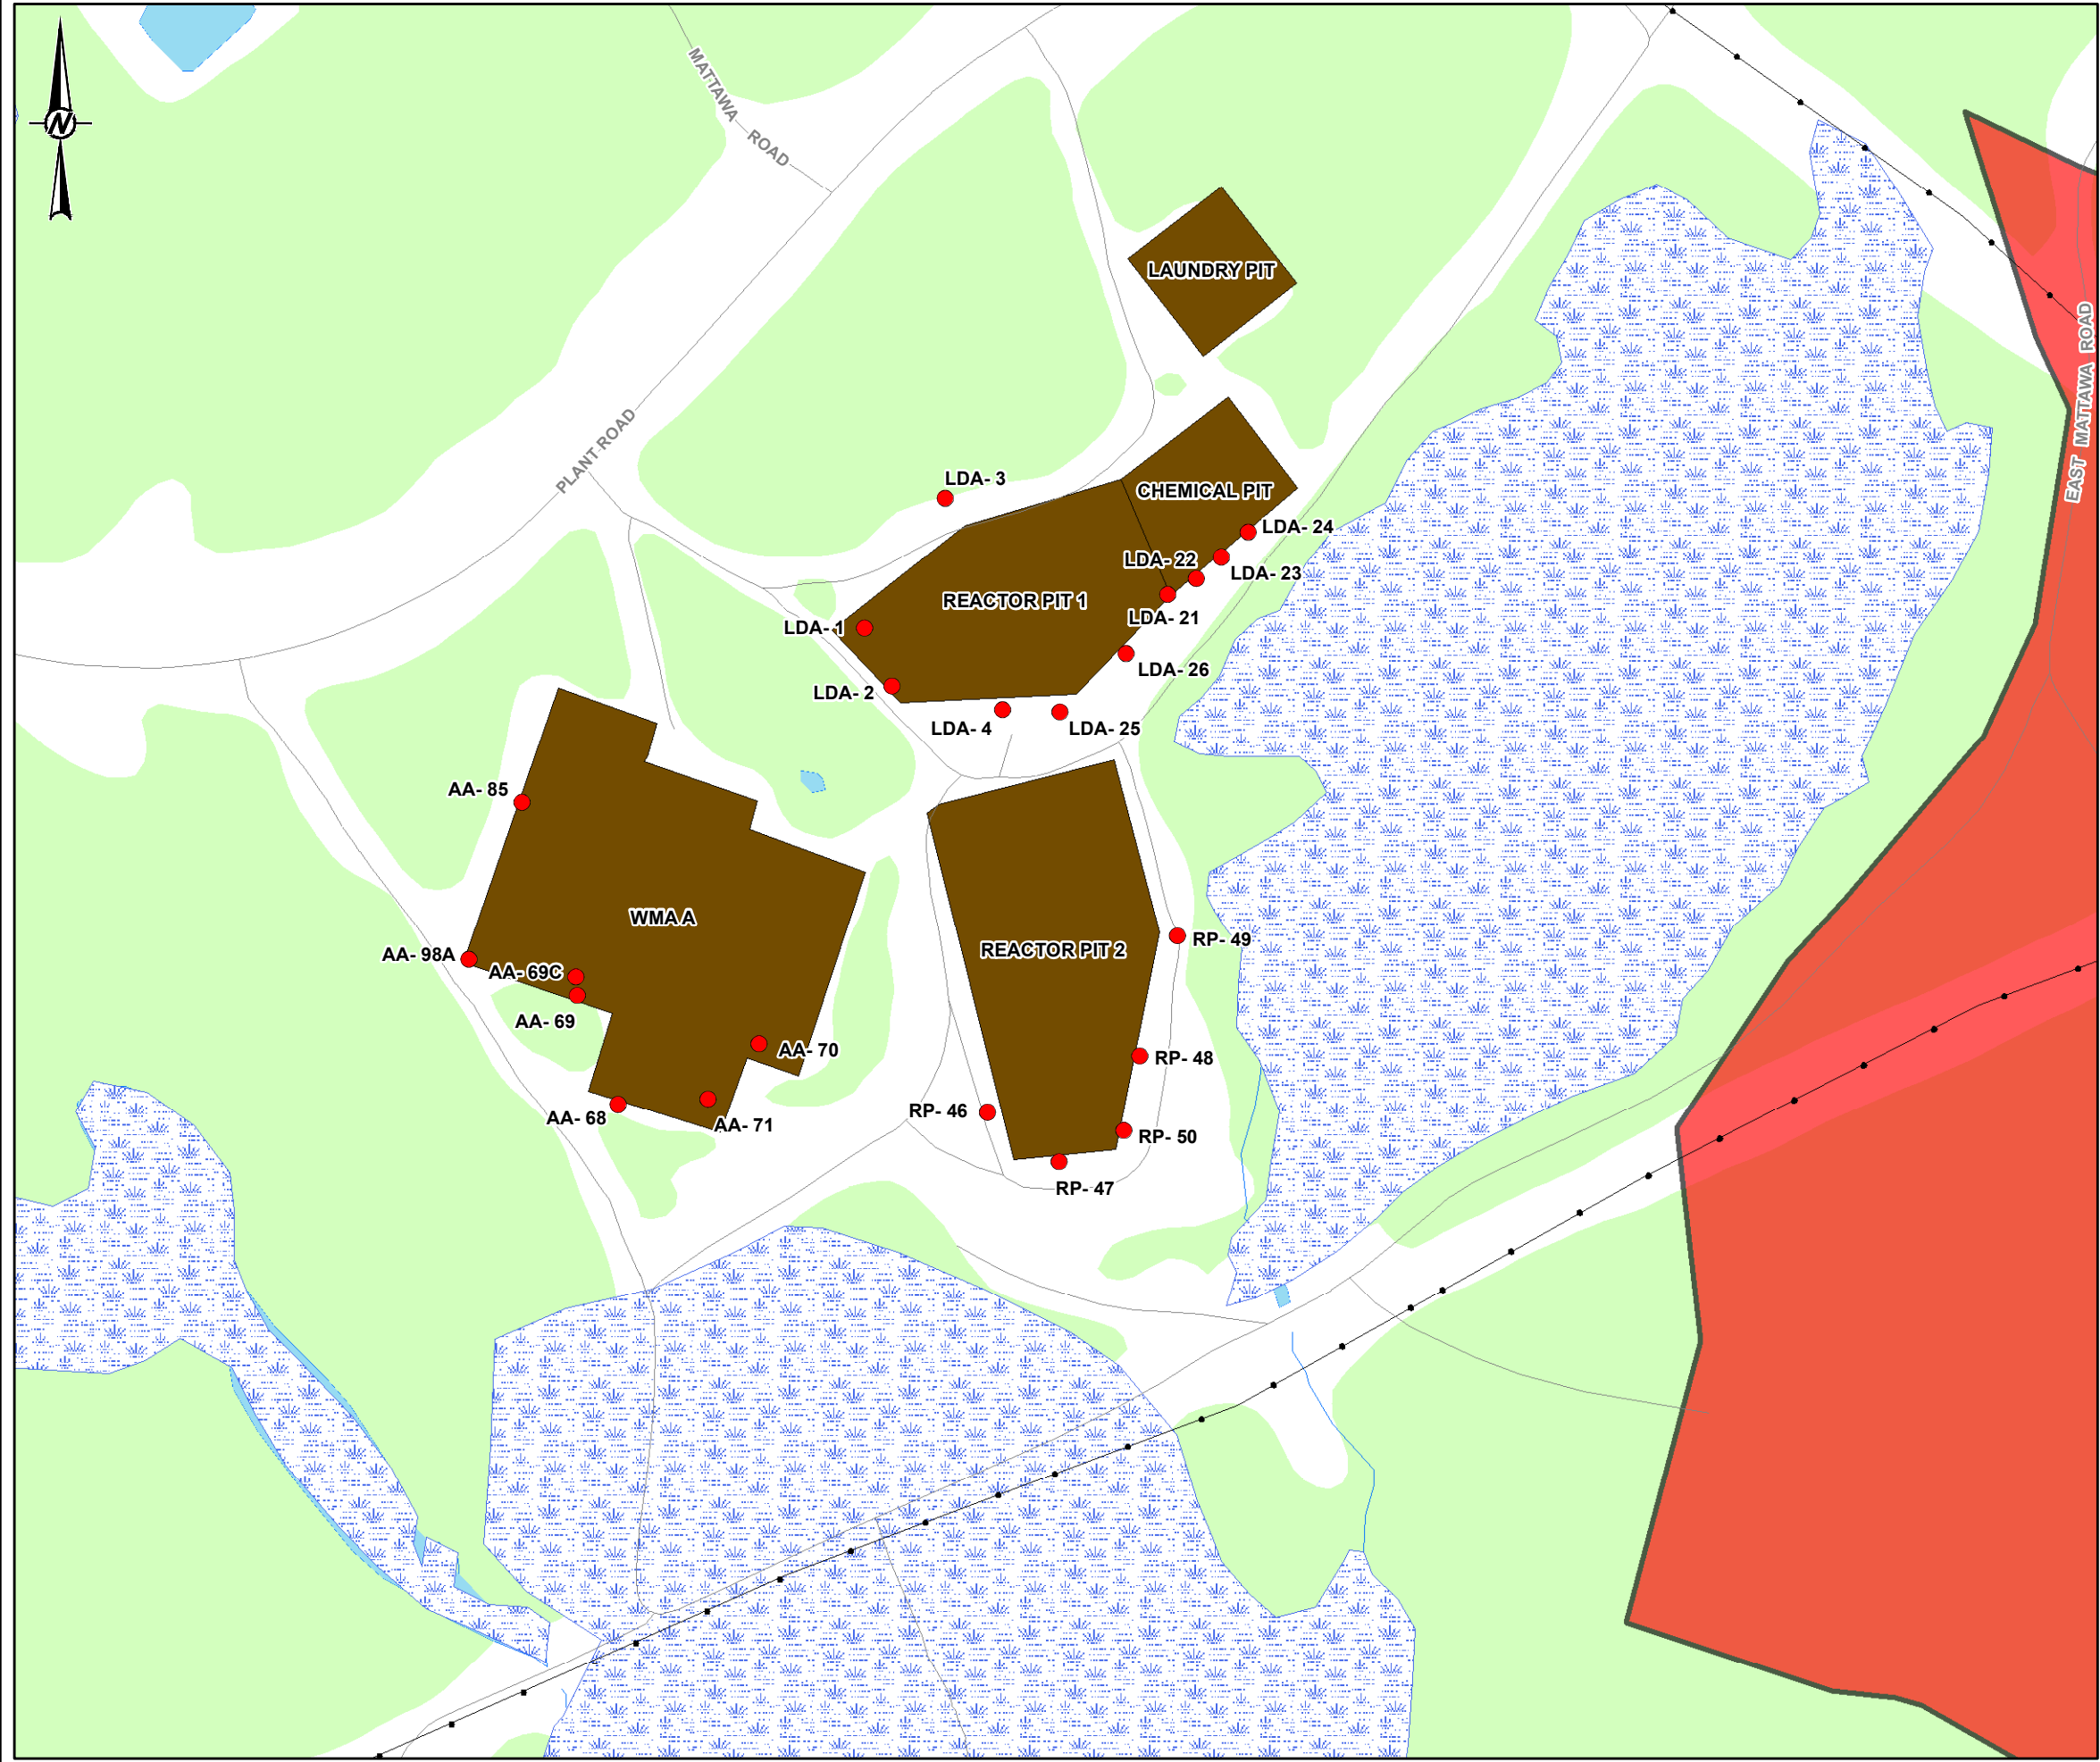 N
MATTAWA ROAD
LAUNDRY PIT
EAST MATTAWA ROAD
PLANT ROAD
LDA- 3
CHEMICAL PIT
LDA- 24
LDA- 22
LDA- 23
REACTOR PIT 1
LDA- 21
LDA- 1
LDA- 26
LDA- 2
LDA- 4
LDA- 25
AA- 85
WMA A
RP- 49
REACTOR PIT 2
AA- 98A
AA- 69C
AA- 69
AA- 70
RP- 48
RP- 46
AA- 68
AA- 71
RP- 50
RP- 47